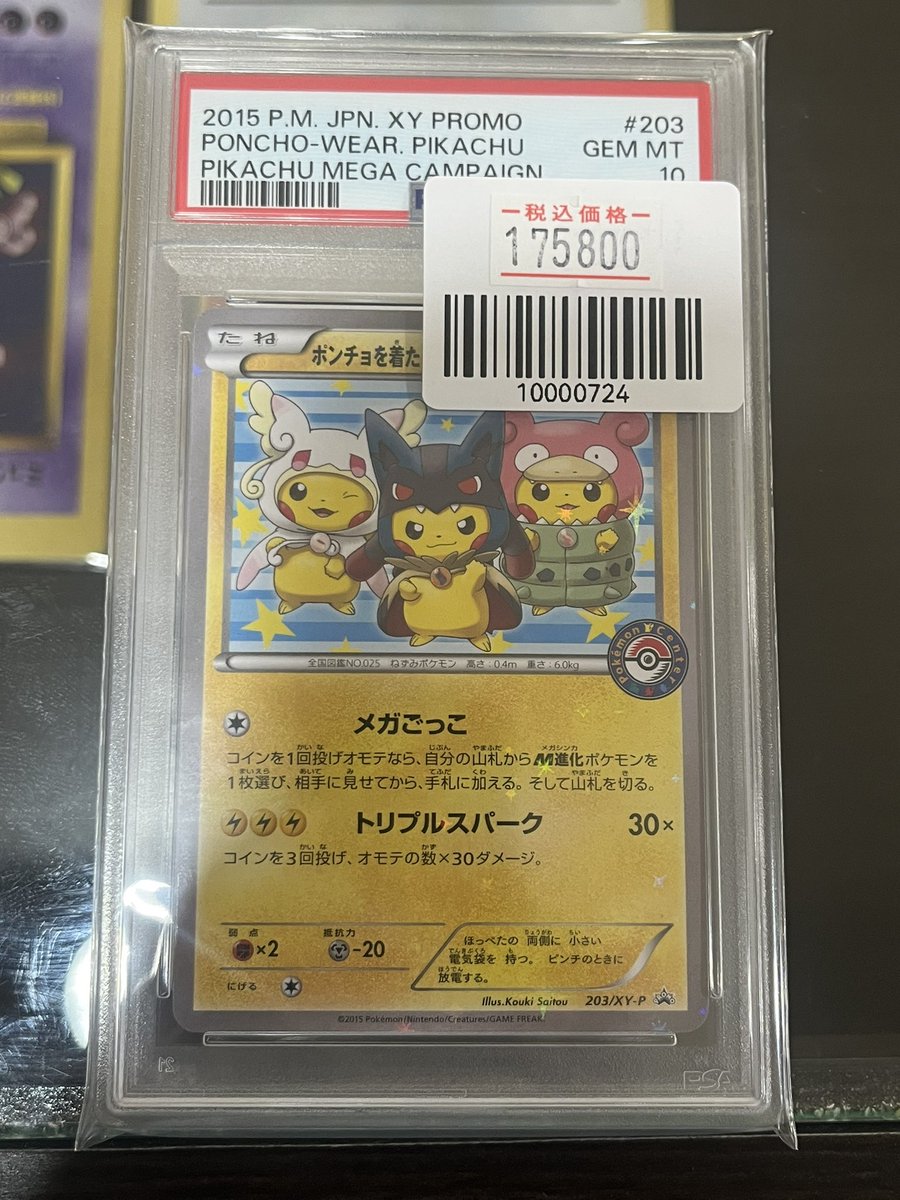 2015 P.M. JPN. XY PROMO
#203
PONCHO-WEAR. PIKACHU
GEM MT
PIKACHU MEGA CAMPAIGN
10
税込価格
175800
10000724
たね
ポンチョを着た
全国図鑑NO.025 ねずみポケモン 高さ:0.4m 重さ:6.0kg
Pokémon Center
メガごっこ
コインを1回投げオモテなら、自分の山札からM進化ポケモンを
1枚選び、相手に見せてから、手札に加える。そして山札を切る。
トリプルスパーク 30×
コインを3回投げ、オモテの数×30ダメージ。
弱点 抵抗力
×2 -20
にげる
ほっぺたの 両側に 小さい
電気袋を 持つ。 ピンチのときに
放電する。
Illus.Kouki Saitou 203/XY-P
©2015 Pokémon/Nintendo/Creatures/GAME FREAK.
PSA